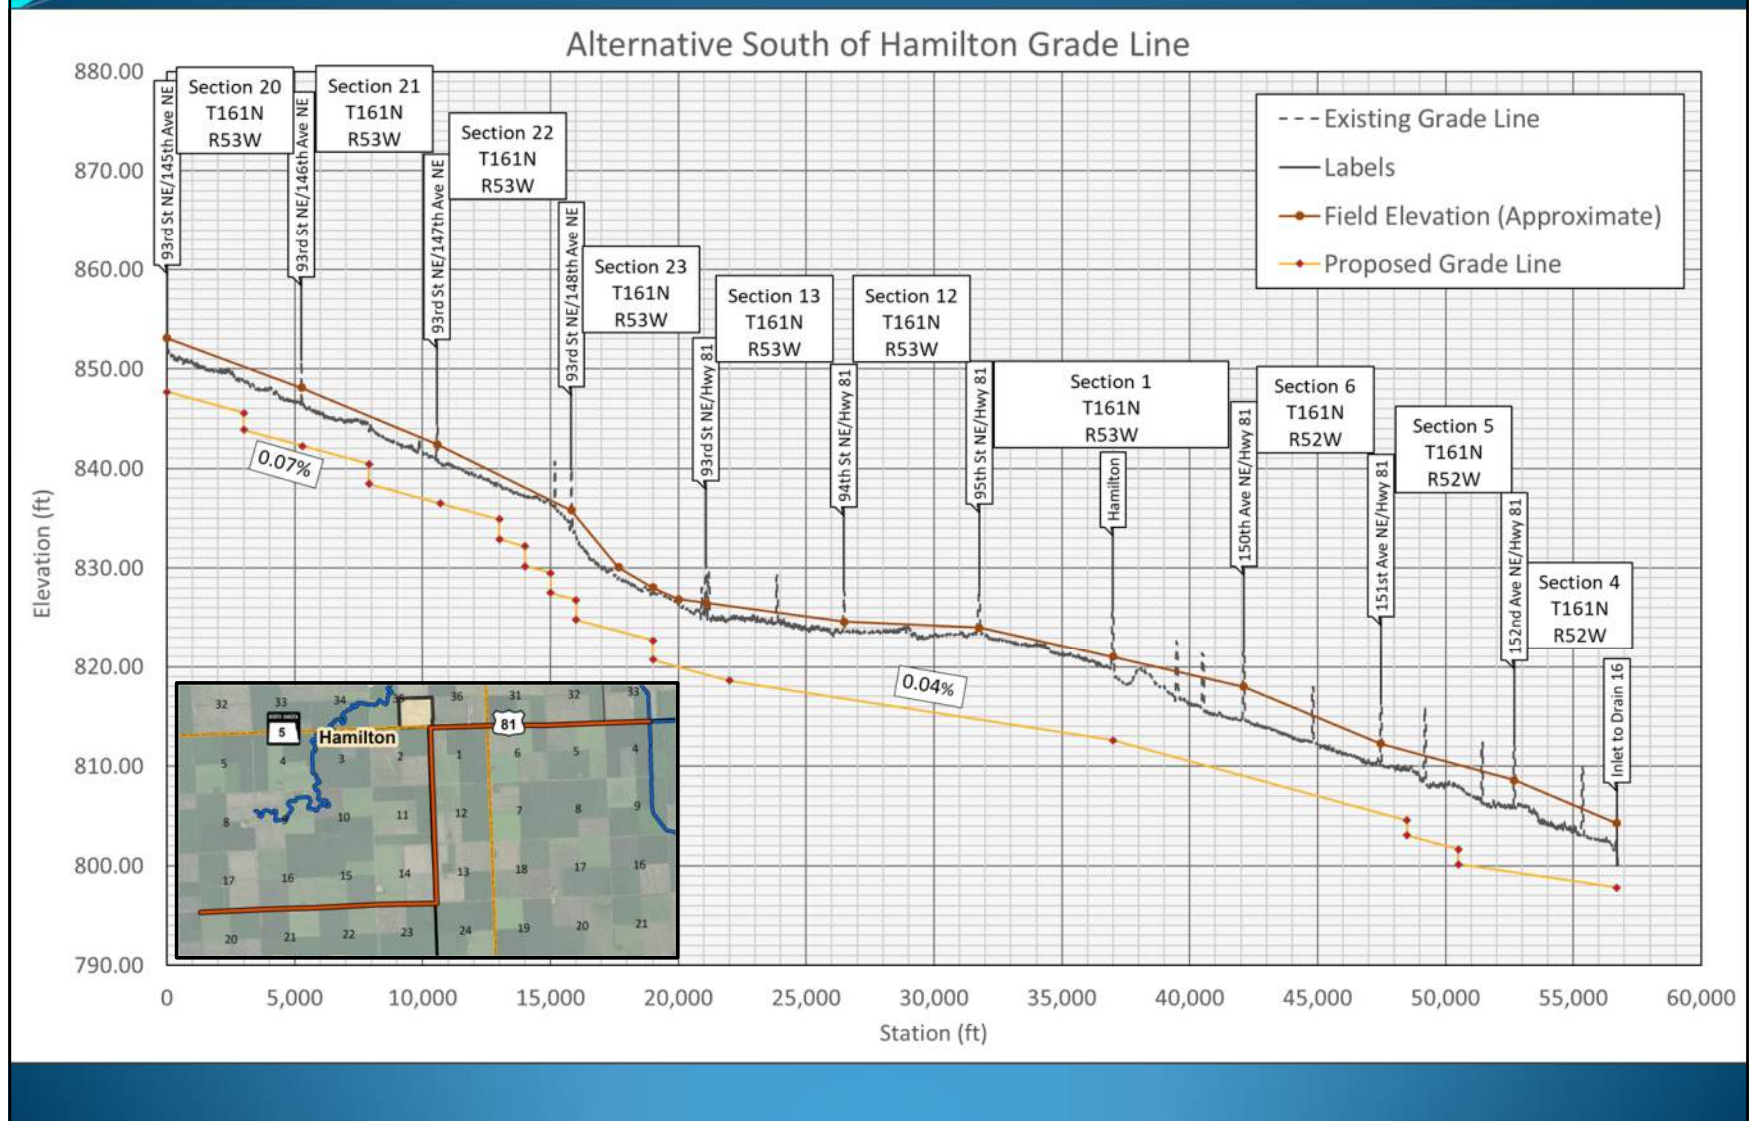 Alternative South of Hamilton Grade Line
880.00
870.00
860.00
850.00
840.00
830.00
820.00
810.00
800.00
790.00
Elevation (ft)
0
5,000
10,000
15,000
20,000
25,000
30,000
35,000
40,000
45,000
50,000
55,000
60,000
Station (ft)
Existing Grade Line
Labels
Field Elevation (Approximate)
Proposed Grade Line
93rd St NE/145th Ave NE
Section 20
T161N
R53W
93rd St NE/146th Ave NE
Section 21
T161N
R53W
93rd St NE/147th Ave NE
Section 22
T161N
R53W
93rd St NE/148th Ave NE
Section 23
T161N
R53W
93rd St NE/Hwy 81
Section 13
T161N
R53W
94th St NE/Hwy 81
Section 12
T161N
R53W
95th St NE/Hwy 81
Section 1
T161N
R53W
Hamilton
150th Ave NE/Hwy 81
Section 6
T161N
R52W
151st Ave NE/Hwy 81
Section 5
T161N
R52W
152nd Ave NE/Hwy 81
Section 4
T161N
R52W
Inlet to Drain 16
0.07%
0.04%
32 33 34 35 36 31 32 33
5 81
Hamilton
5 4 3 2 1 6 5 4
8 9 10 11 12 7 8 9
17 16 15 14 13 18 17 16
20 21 22 23 24 19 20 21